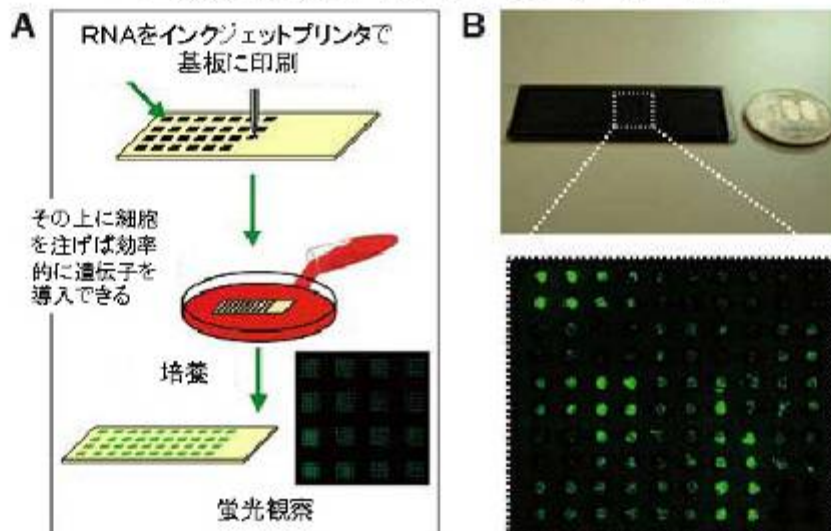 A
RNAをインクジェットプリンタで
基板に印刷
その上に細胞
を注げば効率
的に遺伝子を
導入できる
培養
蛍光観察
B